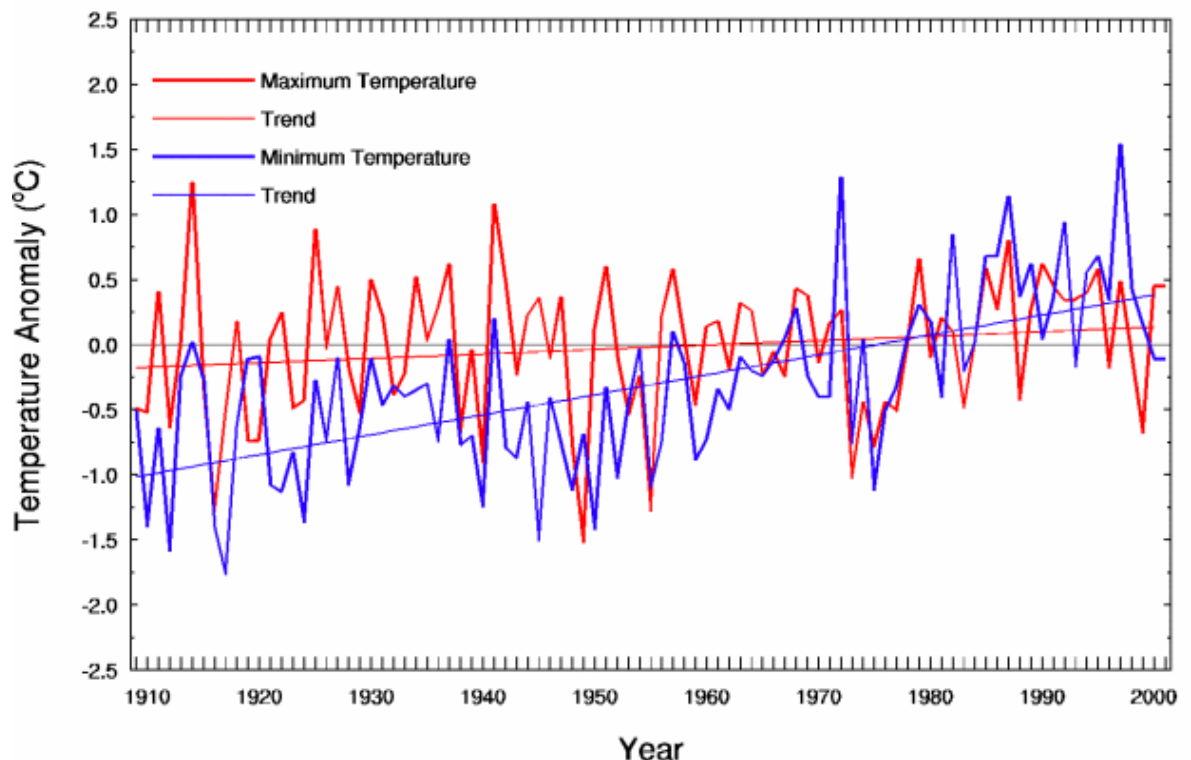 2.5
2.0
1.5
1.0
0.5
0.0
-0.5
-1.0
-1.5
-2.0
-2.5
Temperature Anomaly (°C)
Maximum Temperature
Trend
Minimum Temperature
Trend
1910 1920 1930 1940 1950 1960 1970 1980 1990 2000
Year